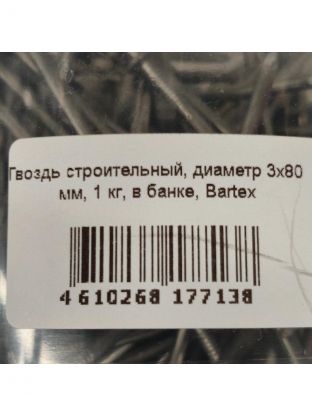 Гвоздь строительный, диаметр 3х80
мм, 1 кг, в банке, Bartex
4 610268 177138